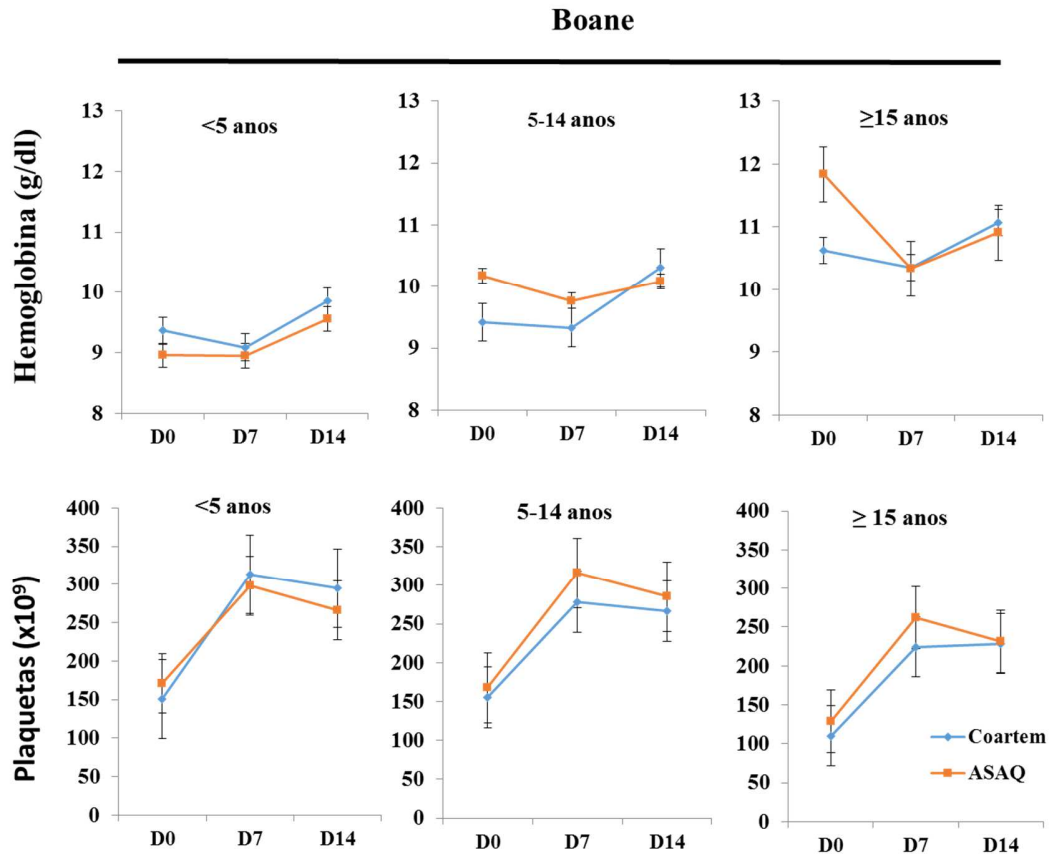 Boane
Hemoglobina (g/dl)
<5 anos
13
12
11
10
9
8
D0 D7 D14
5-14 anos
13
12
11
10
9
8
D0 D7 D14
≥15 anos
13
12
11
10
9
8
D0 D7 D14
Plaquetas (x10⁹)
<5 anos
400
350
300
250
200
150
100
50
0
D0 D7 D14
5-14 anos
400
350
300
250
200
150
100
50
0
D0 D7 D14
≥ 15 anos
400
350
300
250
200
150
100
50
0
D0 D7 D14
Coartem
ASAQ